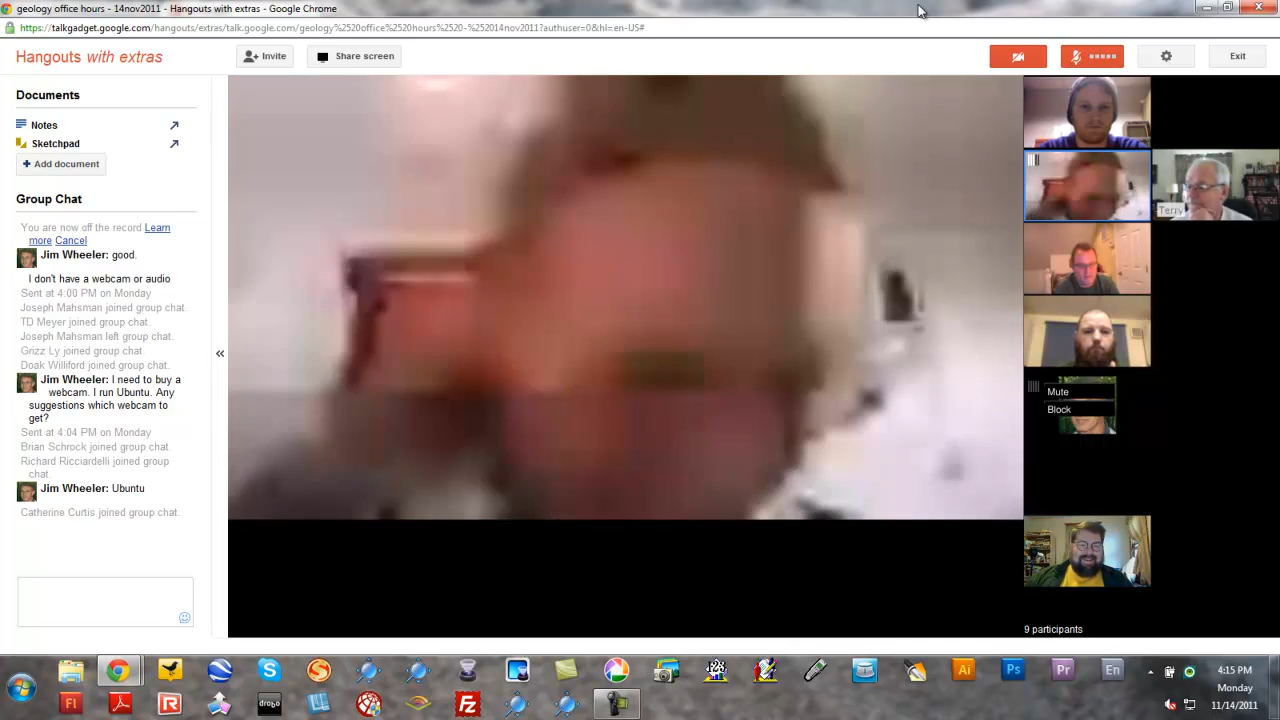 geology office hours - 14nov2011 - Hangouts with extras - Google Chrome
https://talkgadget.google.com/hangouts/extras/talk.google.com/geology%2520office%2520hours%2520-%252014nov2011?authuser=0&hl=en-US#
Hangouts with extras
Invite
Share screen
Exit
Documents
Notes
Sketchpad
Add document
Group Chat
You are now off the record Learn
more Cancel
Jim Wheeler: good.
I don't have a webcam or audio
Sent at 4:00 PM on Monday
Joseph Mahsman joined group chat.
TD Meyer joined group chat.
Joseph Mahsman left group chat.
Grizz Ly joined group chat.
Doak Williford joined group chat.
Jim Wheeler: I need to buy a
webcam. I run Ubuntu. Any
suggestions which webcam to
get?
Sent at 4:04 PM on Monday
Brian Schrock joined group chat.
Richard Ricciardelli joined group
chat.
Jim Wheeler: Ubuntu
Catherine Curtis joined group chat.
Terry
Mute
Block
9 participants
Ai
Ps
Pr
En
4:15 PM
Monday
11/14/2011
Fl
R
drobo
Fz